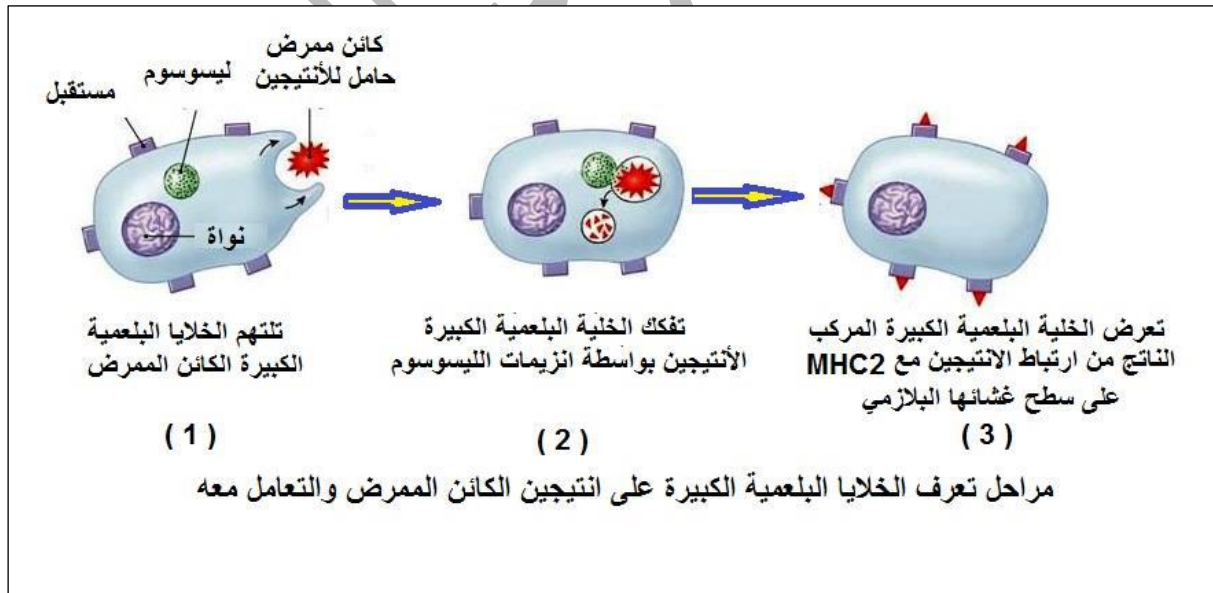 كائن ممرض
حامل للأنتيجين
ليسوسوم
مستقبل
نواة
تلتهم الخلايا البلعمية
الكبيرة الكائن الممرض
( 1 )
تفكك الخلية البلعمية الكبيرة
الأنتيجين بواسطة انزيمات الليسوسوم
( 2 )
تعرض الخلية البلعمية الكبيرة المركب
الناتج من ارتباط الانتيجين مع MHC2
على سطح غشائها البلازمي
( 3 )
مراحل تعرف الخلايا البلعمية الكبيرة على انتيجين الكائن الممرض والتعامل معه